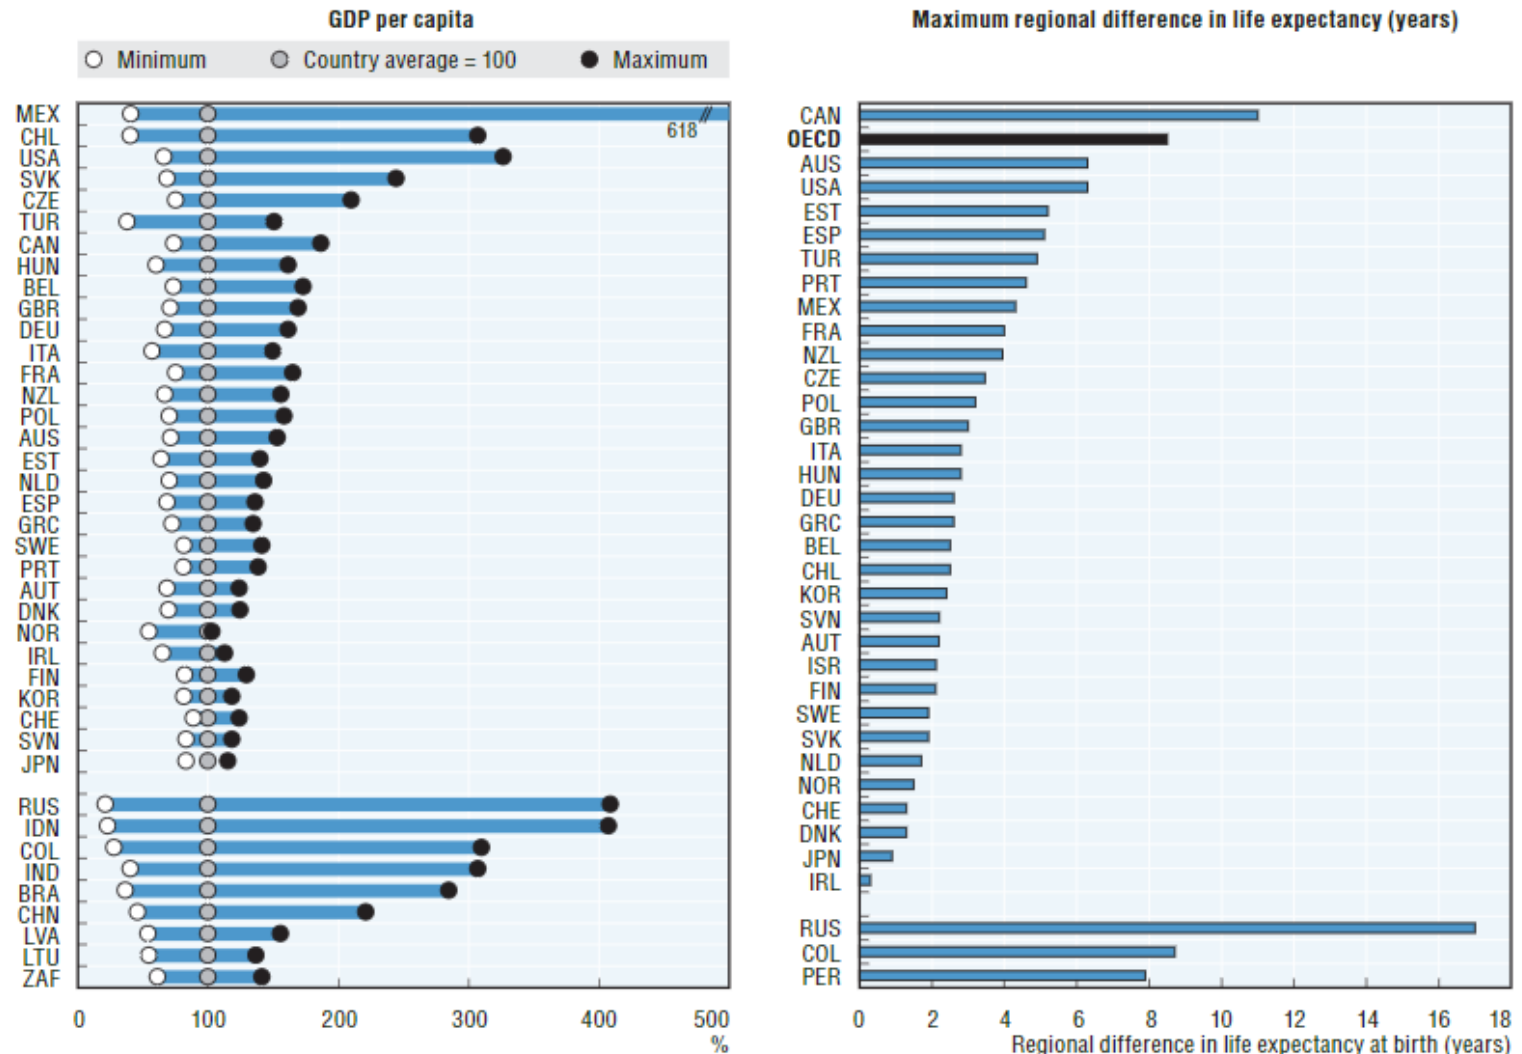 GDP per capita
Minimum
Country average = 100
Maximum
MEX
618
CHL
USA
SVK
CZE
TUR
CAN
HUN
BEL
GBR
DEU
ITA
FRA
NZL
POL
AUS
EST
NLD
ESP
GRC
SWE
PRT
AUT
DNK
NOR
IRL
FIN
KOR
CHE
SVN
JPN
RUS
IDN
COL
IND
BRA
CHN
LVA
LTU
ZAF
0 100 200 300 400 500
%
Maximum regional difference in life expectancy (years)
CAN
OECD
AUS
USA
EST
ESP
TUR
PRT
MEX
FRA
NZL
CZE
POL
GBR
ITA
HUN
DEU
GRC
BEL
CHL
KOR
SVN
AUT
ISR
FIN
SWE
SVK
NLD
NOR
CHE
DNK
JPN
IRL
RUS
COL
PER
0 2 4 6 8 10 12 14 16 18
Regional difference in life expectancy at birth (years)